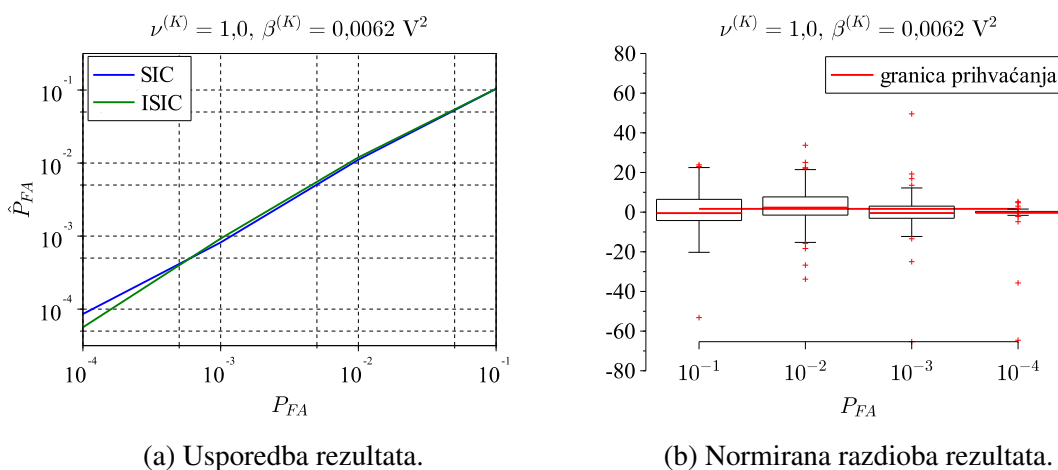 ν^(K) = 1,0, β^(K) = 0,0062 V²
SIC
ISIC
10⁻¹
10⁻²
10⁻³
10⁻⁴
P̂_FA
10⁻⁴ 10⁻³ 10⁻² 10⁻¹
P_FA
(a) Usporedba rezultata.
ν^(K) = 1,0, β^(K) = 0,0062 V²
granica prihvaćanja
80
60
40
20
0
-20
-40
-60
-80
10⁻¹ 10⁻² 10⁻³ 10⁻⁴
P_FA
(b) Normirana razdioba rezultata.